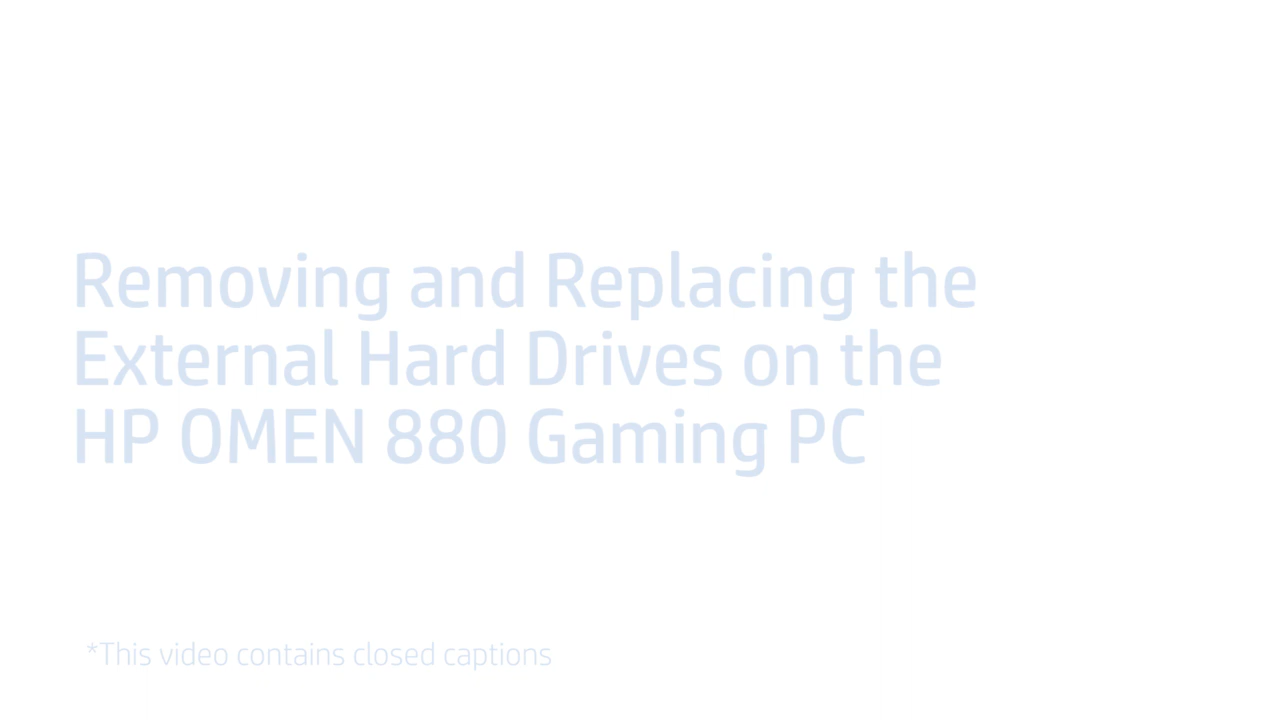 Removing and Replacing the
External Hard Drives on the
HP OMEN 880 Gaming PC
*This video contains closed captions